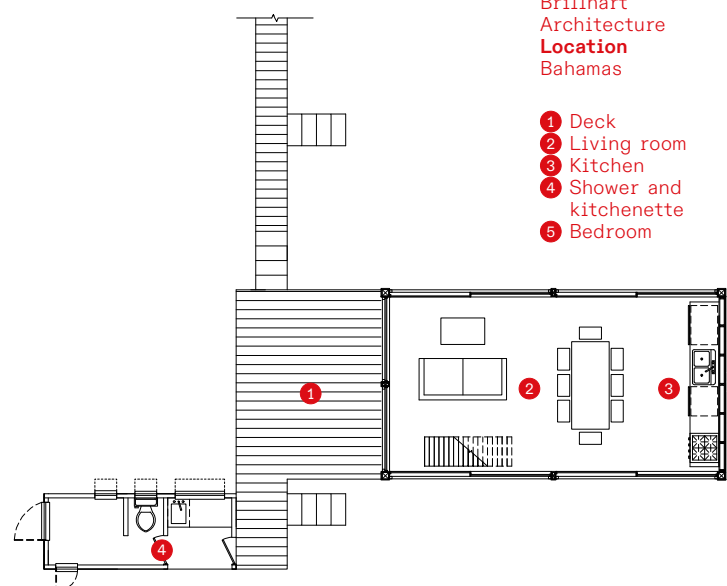 Brillhart
Architecture
Location
Bahamas
1 Deck
2 Living room
3 Kitchen
4 Shower and
kitchenette
5 Bedroom
1
2
3
4